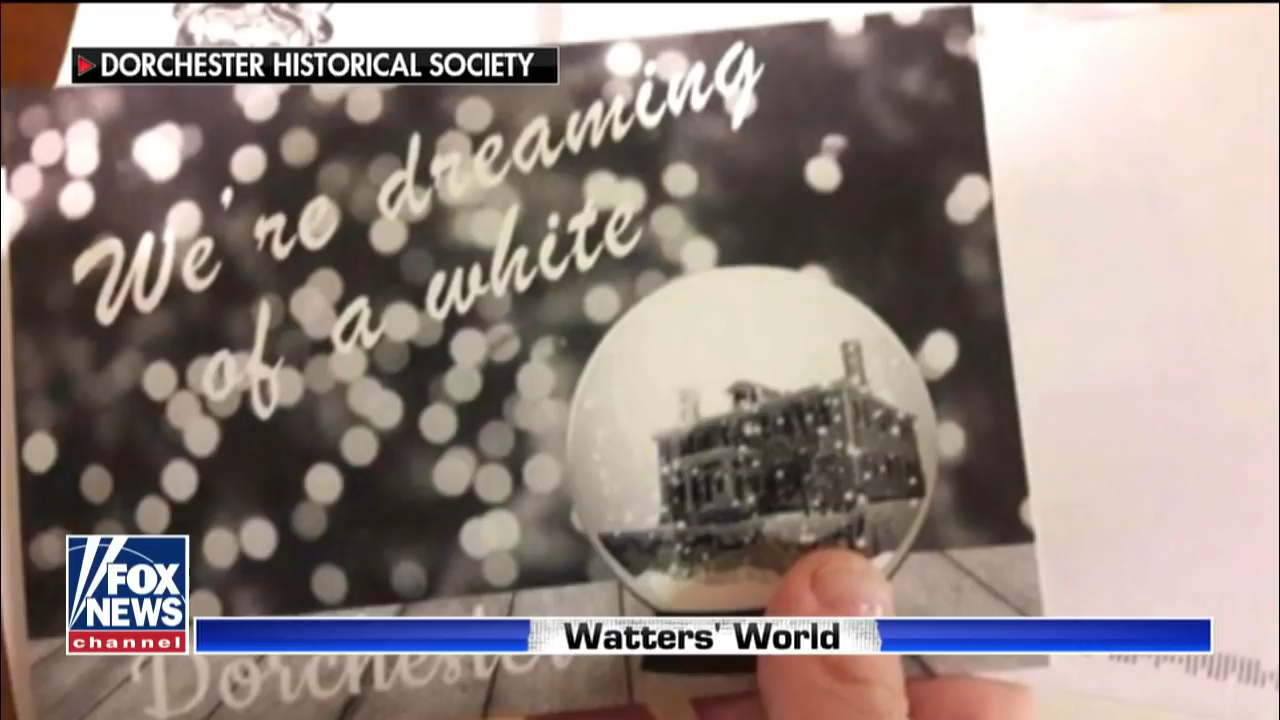 DORCHESTER HISTORICAL SOCIETY
We're dreaming
of a white
Dorchester
FOX
NEWS
channel
Watters' World